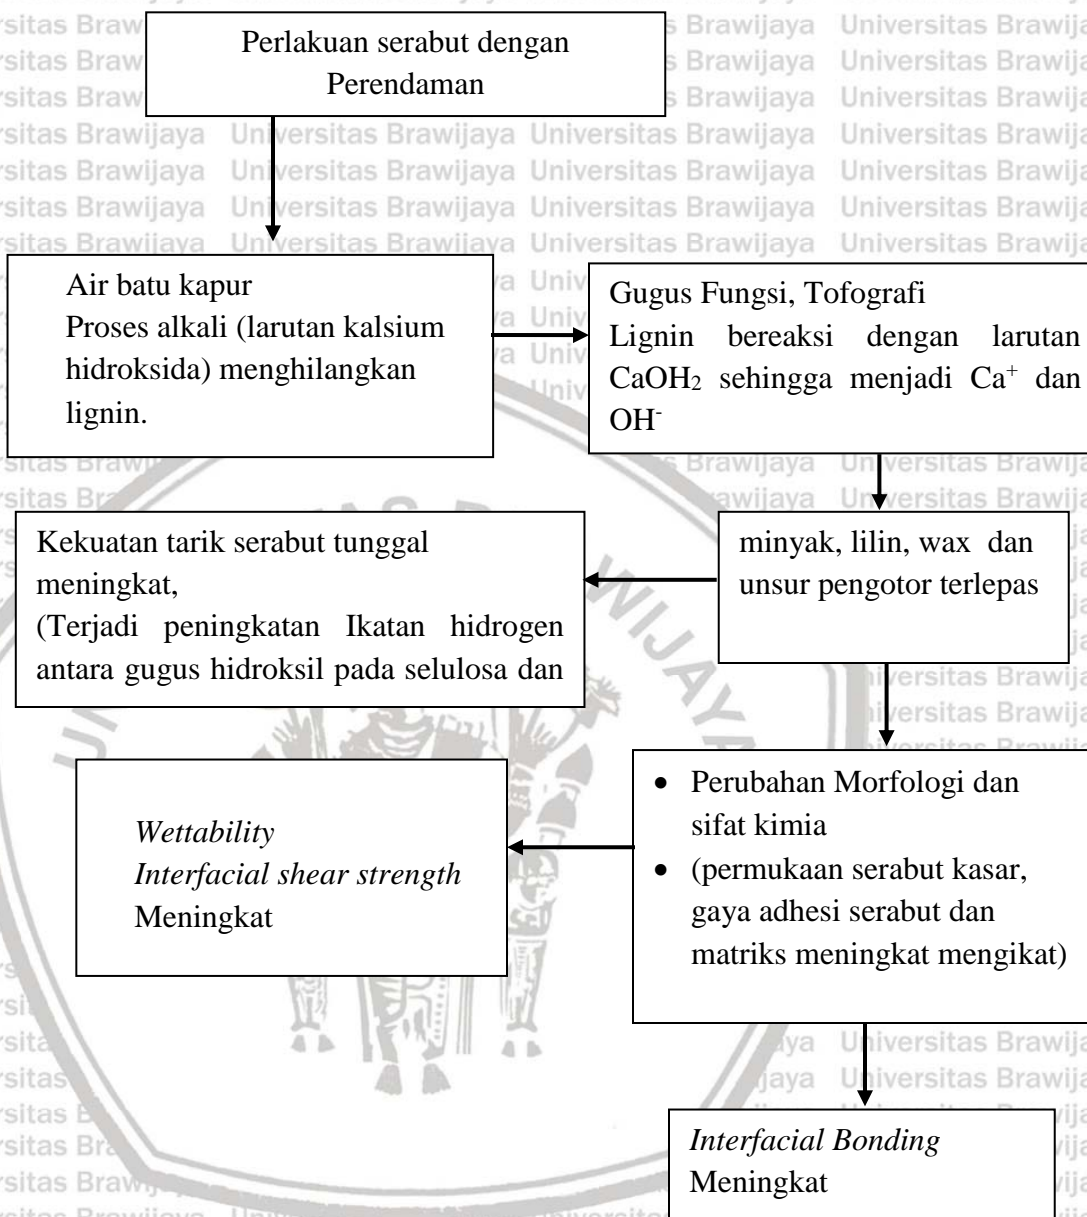 Perlakuan serabut dengan
Perendaman
Air batu kapur
Proses alkali (larutan kalsium
hidroksida) menghilangkan
lignin.
Gugus Fungsi, Tofografi
Lignin bereaksi dengan larutan
CaOH₂ sehingga menjadi Ca⁺ dan
OH⁻
minyak, lilin, wax dan
unsur pengotor terlepas
Kekuatan tarik serabut tunggal
meningkat,
(Terjadi peningkatan Ikatan hidrogen
antara gugus hidroksil pada selulosa dan
• Perubahan Morfologi dan
sifat kimia
• (permukaan serabut kasar,
gaya adhesi serabut dan
matriks meningkat mengikat)
Wettability
Interfacial shear strength
Meningkat
Interfacial Bonding
Meningkat